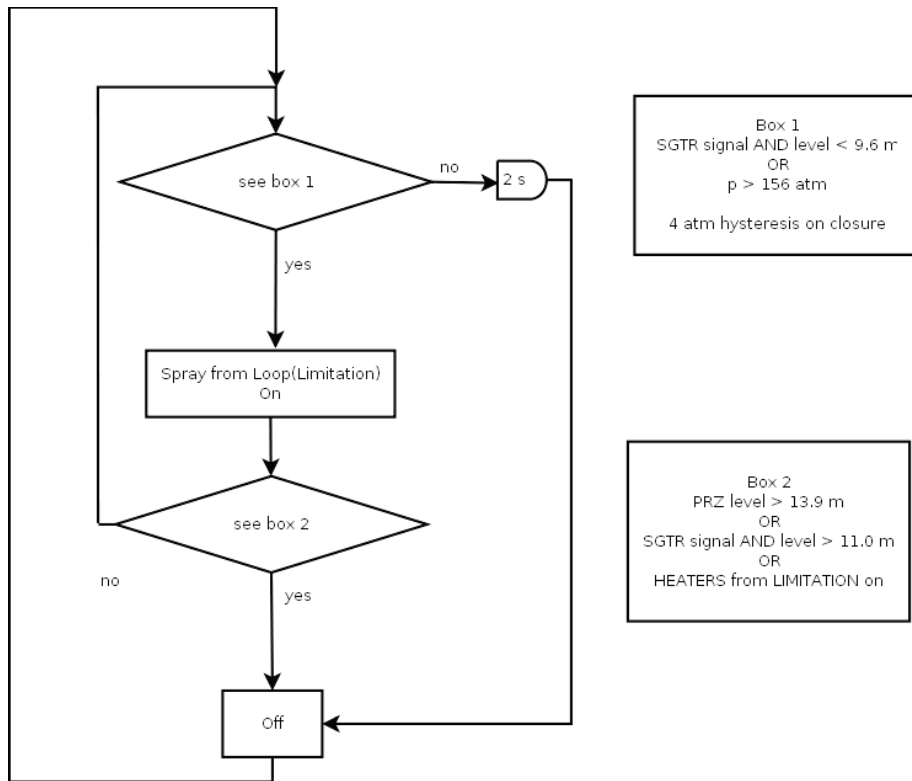 see box 1
no
2 s
yes
Spray from Loop(Limitation)
On
see box 2
no
yes
Off
Box 1
SGTR signal AND level < 9.6 m
OR
p > 156 atm
4 atm hysteresis on closure
Box 2
PRZ level > 13.9 m
OR
SGTR signal AND level > 11.0 m
OR
HEATERS from LIMITATION on